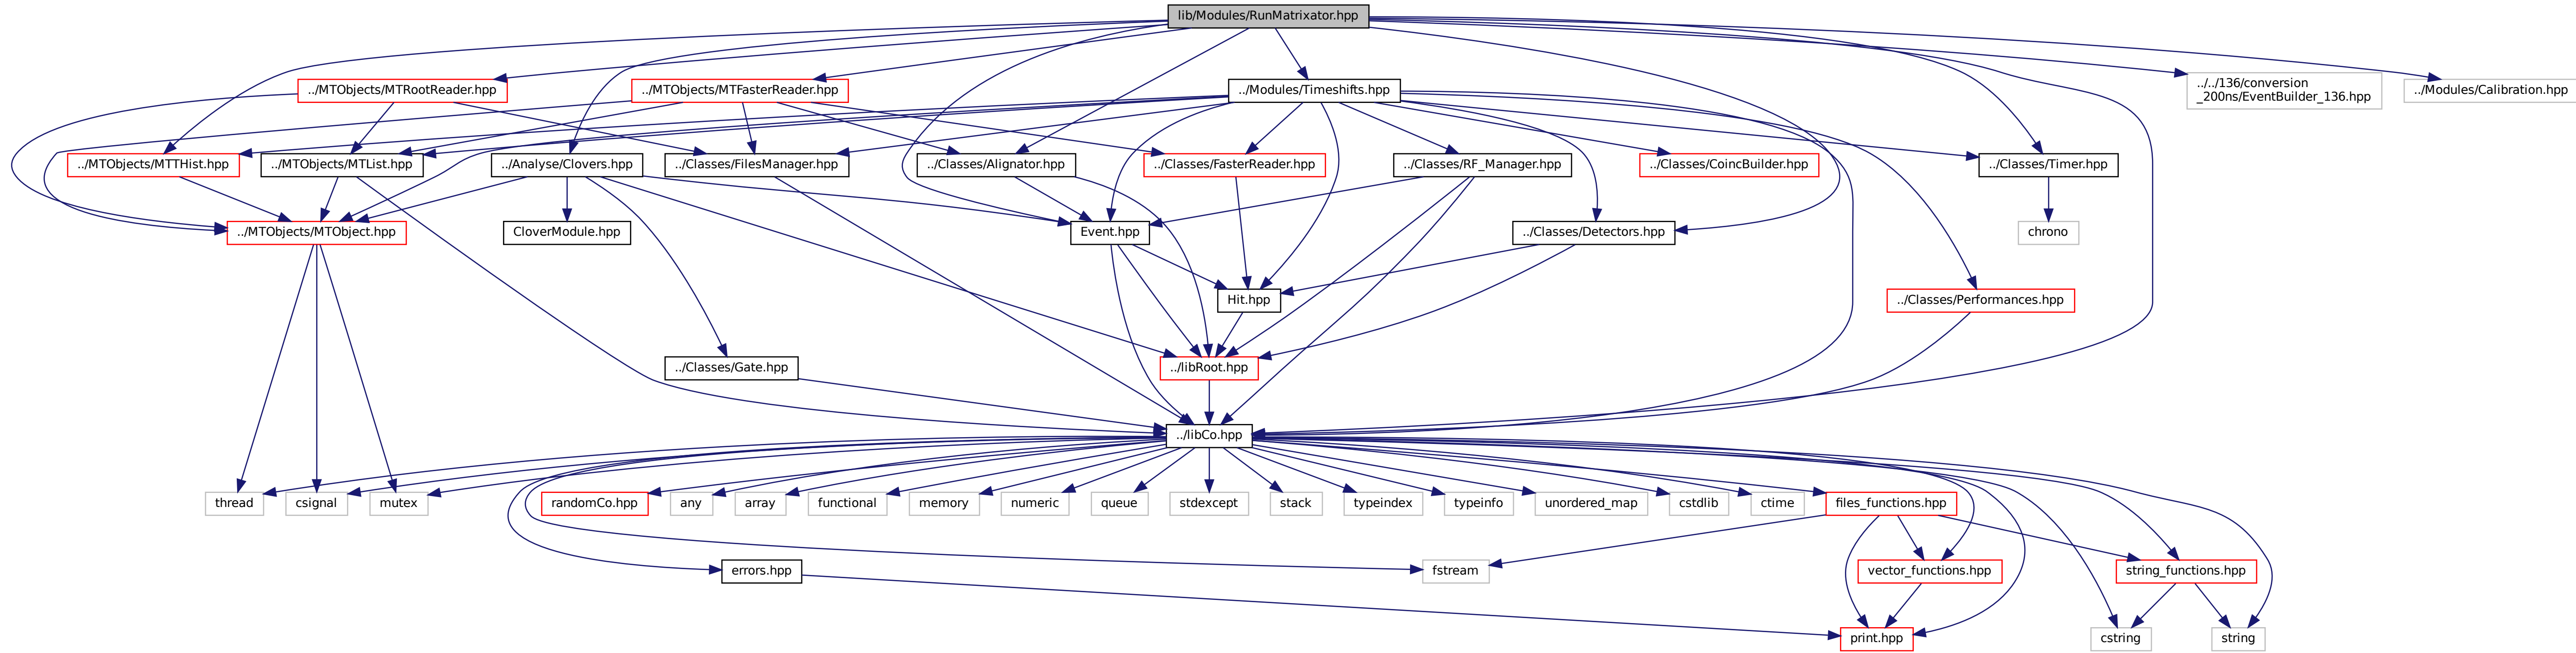 lib/Modules/RunMatrixator.hpp
../MTObjects/MTRootReader.hpp
../MTObjects/MTFasterReader.hpp
../Modules/Timeshifts.hpp
../../136/conversion
_200ns/EventBuilder_136.hpp
../Modules/Calibration.hpp
../MTObjects/MTTHist.hpp
../MTObjects/MTList.hpp
../Analyse/Clovers.hpp
../Classes/FilesManager.hpp
../Classes/Alignator.hpp
../Classes/FasterReader.hpp
../Classes/RF_Manager.hpp
../Classes/CoincBuilder.hpp
../Classes/Timer.hpp
../MTObjects/MTObject.hpp
CloverModule.hpp
Event.hpp
../Classes/Detectors.hpp
chrono
Hit.hpp
../Classes/Performances.hpp
../Classes/Gate.hpp
../libRoot.hpp
../libCo.hpp
thread
csignal
mutex
randomCo.hpp
any
array
functional
memory
numeric
queue
stdexcept
stack
typeindex
typeinfo
unordered_map
cstdlib
ctime
files_functions.hpp
errors.hpp
fstream
vector_functions.hpp
string_functions.hpp
print.hpp
cstring
string